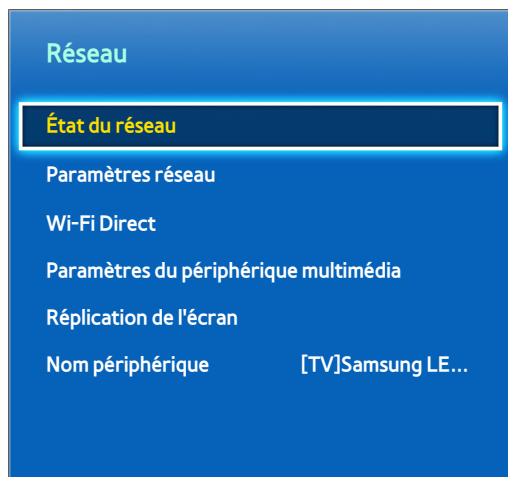 Réseau
État du réseau
Paramètres réseau
Wi-Fi Direct
Paramètres du périphérique multimédia
Réplication de l'écran
Nom périphérique [TV]Samsung LE...